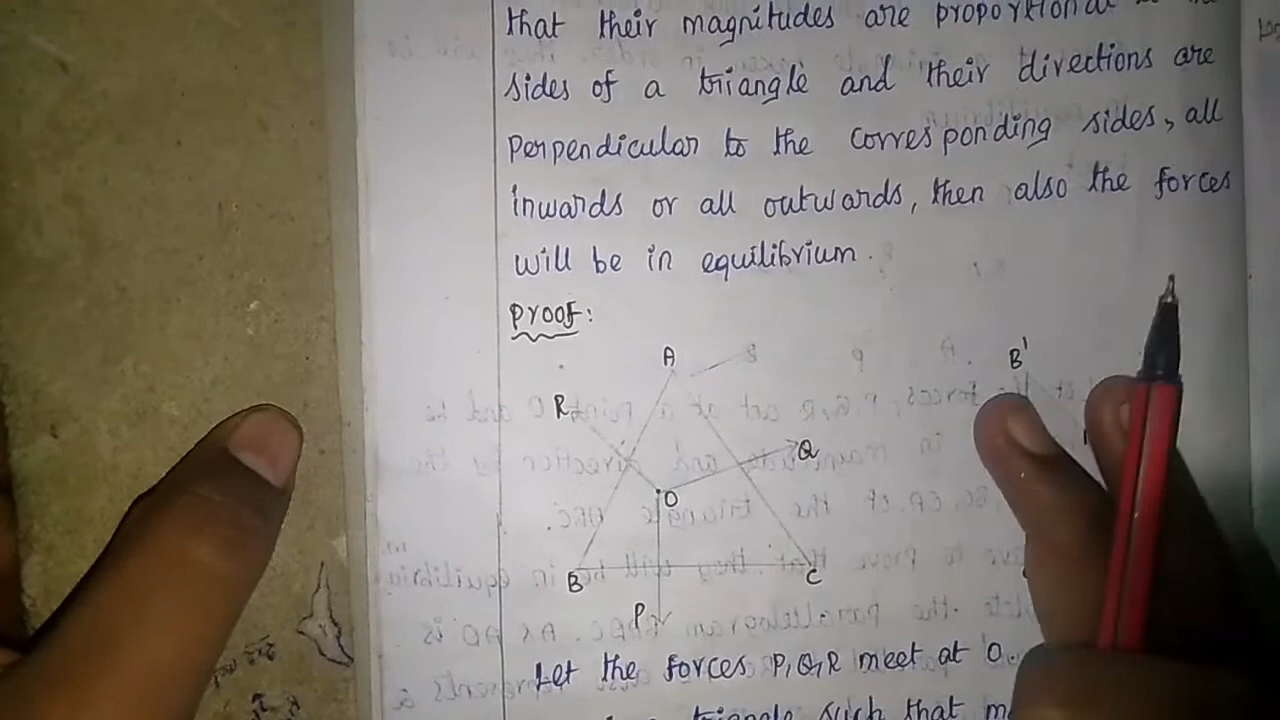 that their magnitudes are proportional
sides of a triangle and their directions are
perpendicular to the corresponding sides, all
inwards or all outwards, then also the forces
will be in equilibrium.
Proof:
A
B'
R
Q
O
B
C
P
Let the forces P, Q, R meet at O.
triangle such that